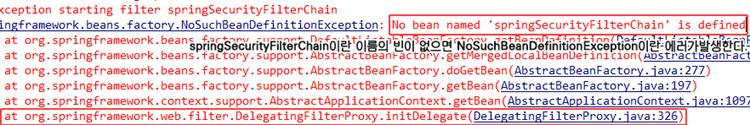 xception starting filter springSecurityFilterChain
ingframework.beans.factory.NoSuchBeanDefinitionException: No bean named 'springSecurityFilterChain' is defined
at org.springframework.beans.factory.support.DefaultListableBeanFactory.getBeanDefinition(DefaultListableBean
springSecurityFilterChain이란 이름의 빈이 없으면 NoSuchBeanDefinitionException이란 에러가발생한다.
at org.springframework.beans.factory.support.AbstractBeanFactory.getMergedLocalBeanDefinition(AbstractBeanFact
at org.springframework.beans.factory.support.AbstractBeanFactory.doGetBean(AbstractBeanFactory.java:277)
at org.springframework.beans.factory.support.AbstractBeanFactory.getBean(AbstractBeanFactory.java:197)
at org.springframework.context.support.AbstractApplicationContext.getBean(AbstractApplicationContext.java:1097
at org.springframework.web.filter.DelegatingFilterProxy.initDelegate(DelegatingFilterProxy.java:326)